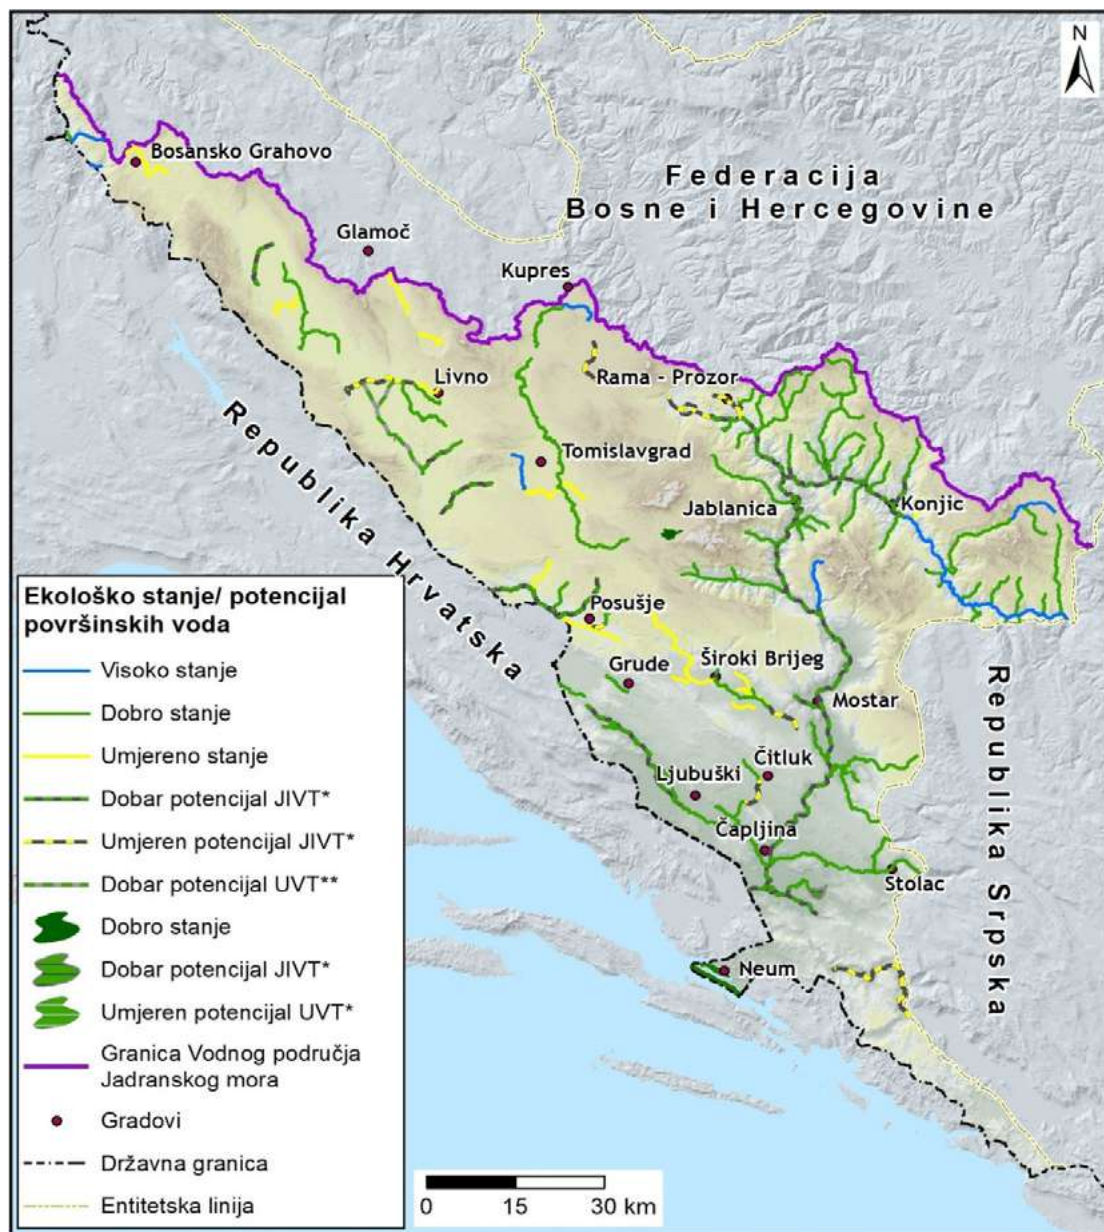 N
Bosansko Grahovo
Federacija
Bosne i Hercegovine
Glamoč
Kupres
Livno
Rama - Prozor
Republika Hrvatska
Tomislavgrad
Jablanica
Konjic
Posušje
Grude
Široki Brijeg
Mostar
Republika Srpska
Čitluk
Ljubuški
Čapljina
Stolac
Neum
Ekološko stanje/ potencijal
površinskih voda
Visoko stanje
Dobro stanje
Umjereno stanje
Dobar potencijal JIVT*
Umjeren potencijal JIVT*
Dobar potencijal UVT**
Dobro stanje
Dobar potencijal JIVT*
Umjeren potencijal UVT*
Granica Vodnog područja
Jadranskog mora
Gradovi
Državna granica
Entitetska linija
0 15 30 km